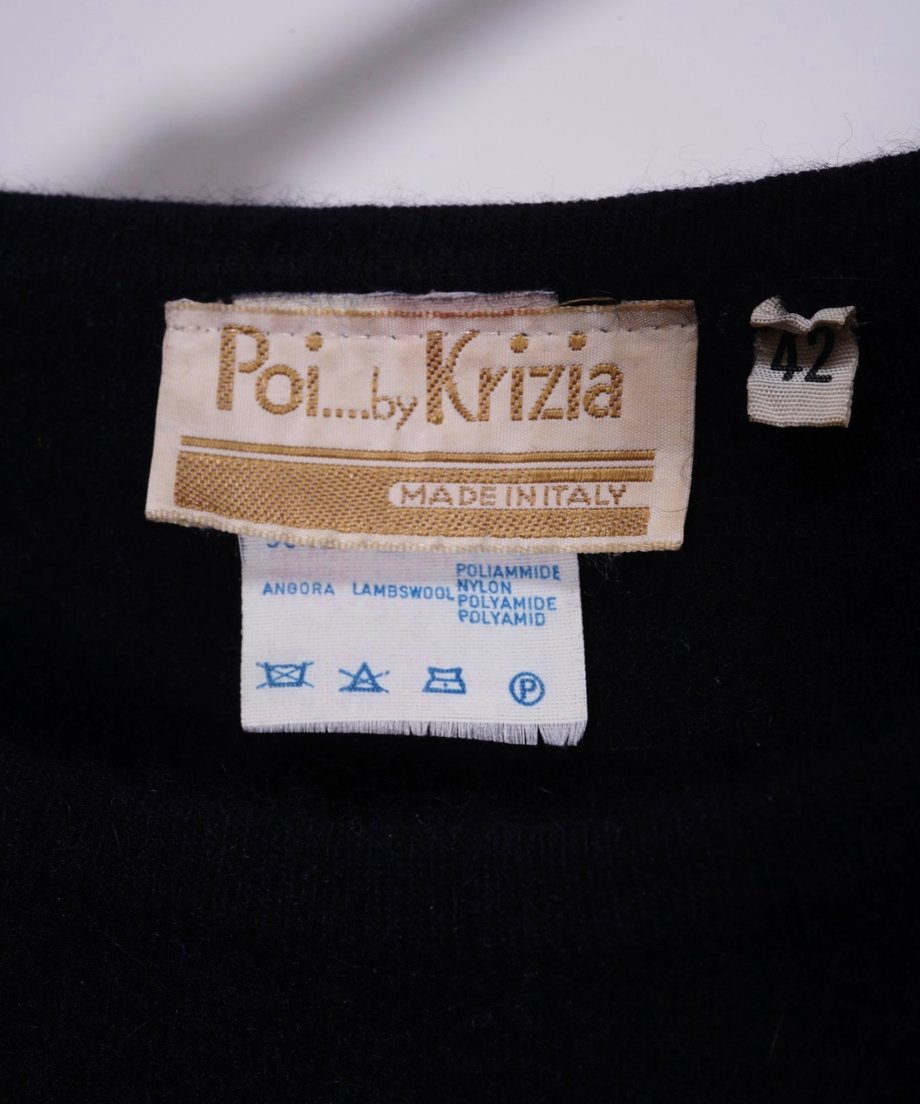 Poi....by Krizia
MADE IN ITALY
42
ANGORA LAMBSWOOL POLIAMMIDE
NYLON
POLYAMIDE
POLYAMID
P